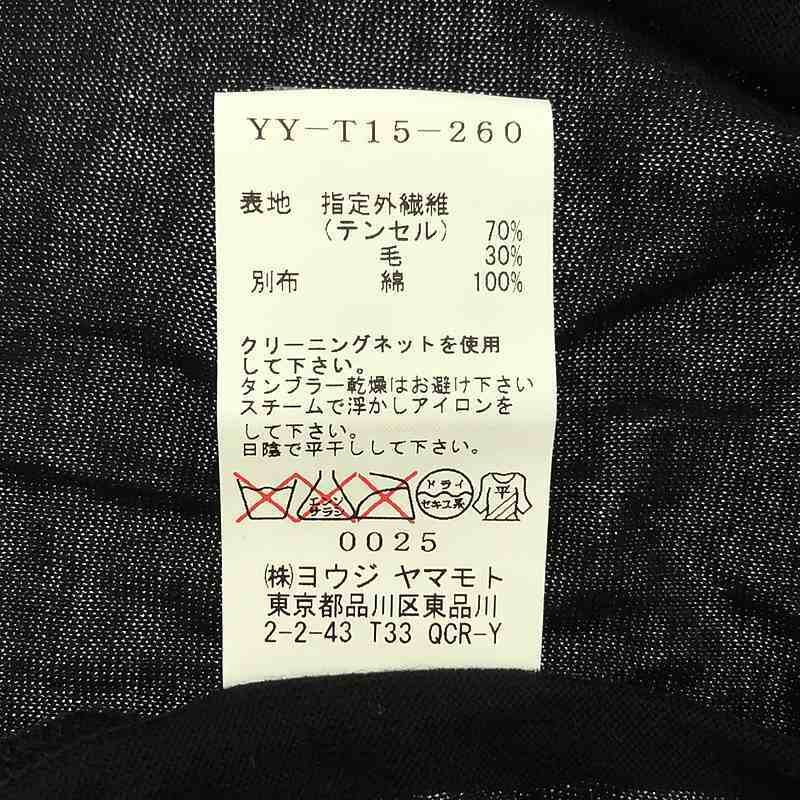 YY-T15-260
表地 指定外繊維
(テンセル) 70%
毛 30%
別布 綿 100%
クリーニングネットを使用
して下さい。
タンブラー乾燥はお避け下さい
スチームで浮かしアイロンを
して下さい。
日陰で平干しして下さい。
エンソ サラシ ドライ セキユ系 平
0025
㈱ヨウジ ヤマモト
東京都品川区東品川
2-2-43 T33 QCR-Y